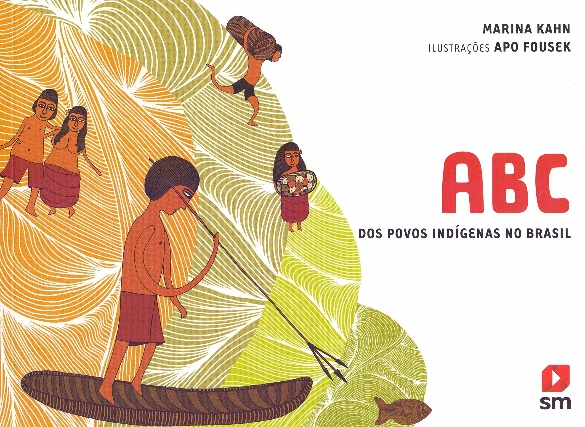 MARINA KAHN
ILUSTRAÇÕES APO FOUSEK
ABC
DOS POVOS INDÍGENAS NO BRASIL
sm